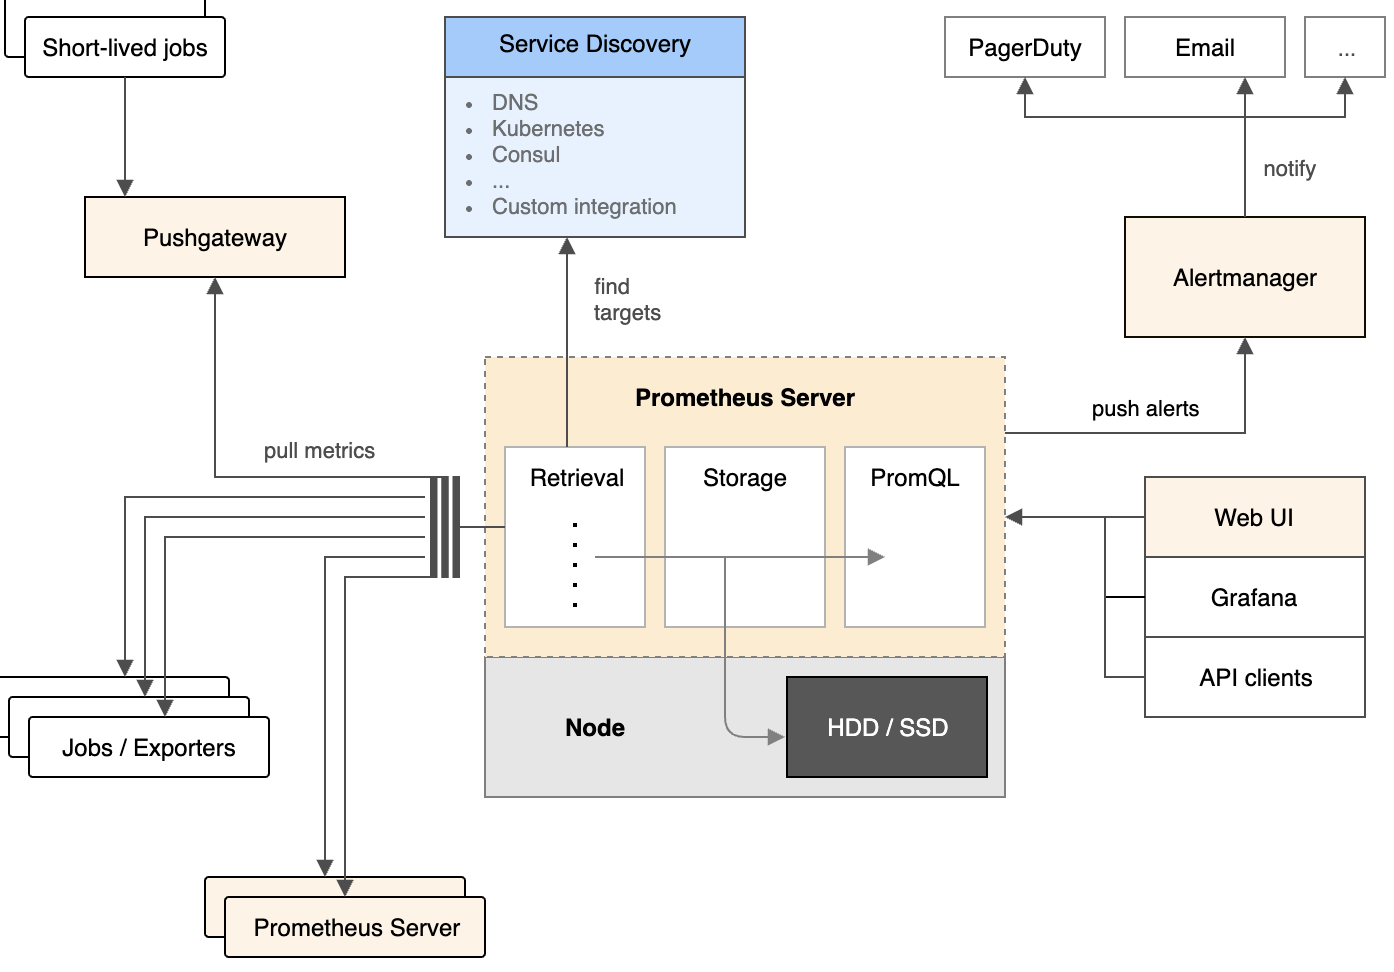 Short-lived jobs
Service Discovery
• DNS
• Kubernetes
• Consul
• ...
• Custom integration
PagerDuty
Email
...
notify
Pushgateway
Alertmanager
find
targets
Prometheus Server
push alerts
pull metrics
Retrieval
Storage
PromQL
Web UI
Grafana
API clients
Node
HDD / SSD
Jobs / Exporters
Prometheus Server